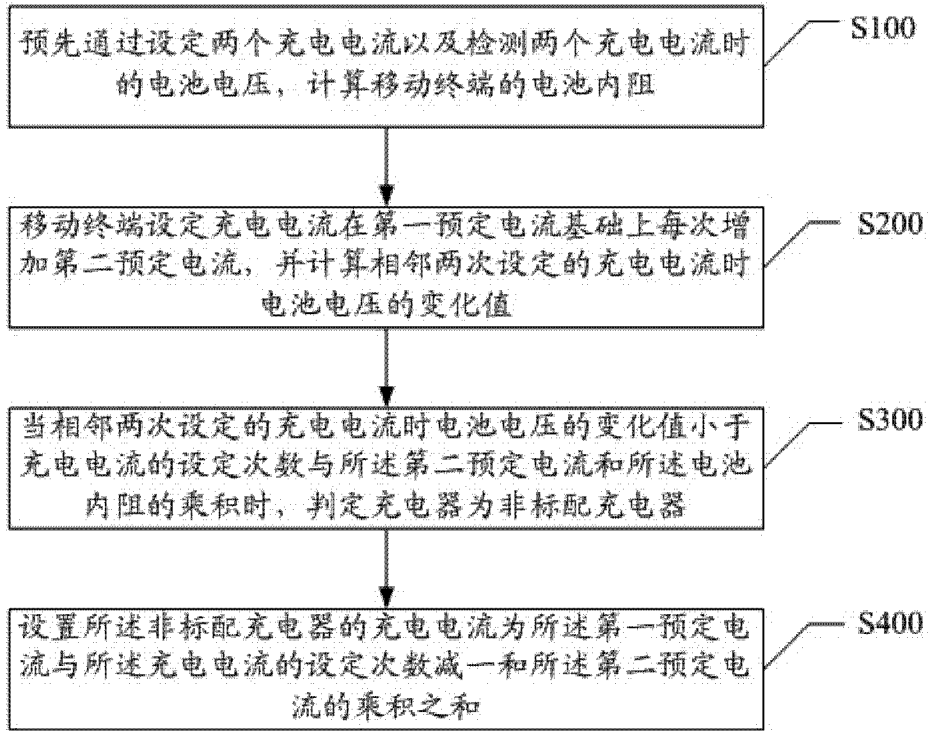 预先通过设定两个充电电流以及检测两个充电电流时
的电池电压，计算移动终端的电池内阻
S100
移动终端设定充电电流在第一预定电流基础上每次增
加第二预定电流，并计算相邻两次设定的充电电流时
电池电压的变化值
S200
当相邻两次设定的充电电流时电池电压的变化值小于
充电电流的设定次数与所述第二预定电流和所述电池
内阻的乘积时，判定充电器为非标配充电器
S300
设置所述非标配充电器的充电电流为所述第一预定电
流与所述充电电流的设定次数减一和所述第二预定电
流的乘积之和
S400